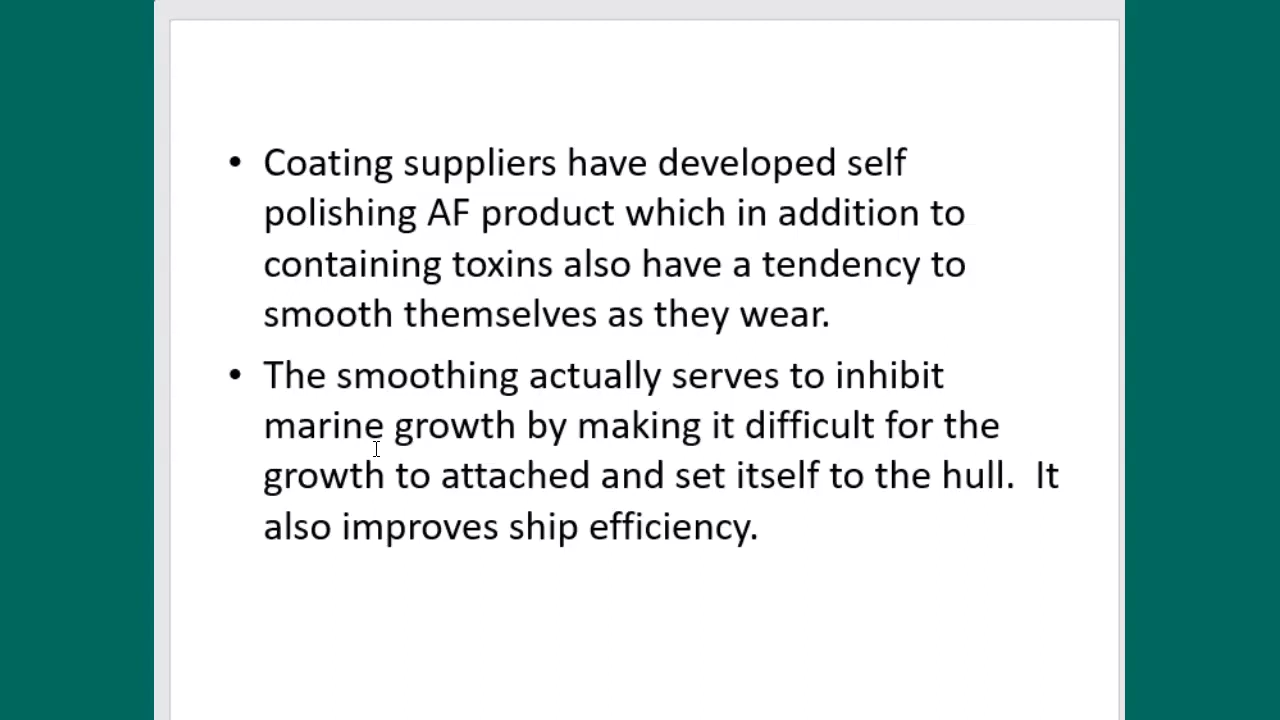 • Coating suppliers have developed self
polishing AF product which in addition to
containing toxins also have a tendency to
smooth themselves as they wear.
• The smoothing actually serves to inhibit
marine growth by making it difficult for the
growth to attached and set itself to the hull.  It
also improves ship efficiency.